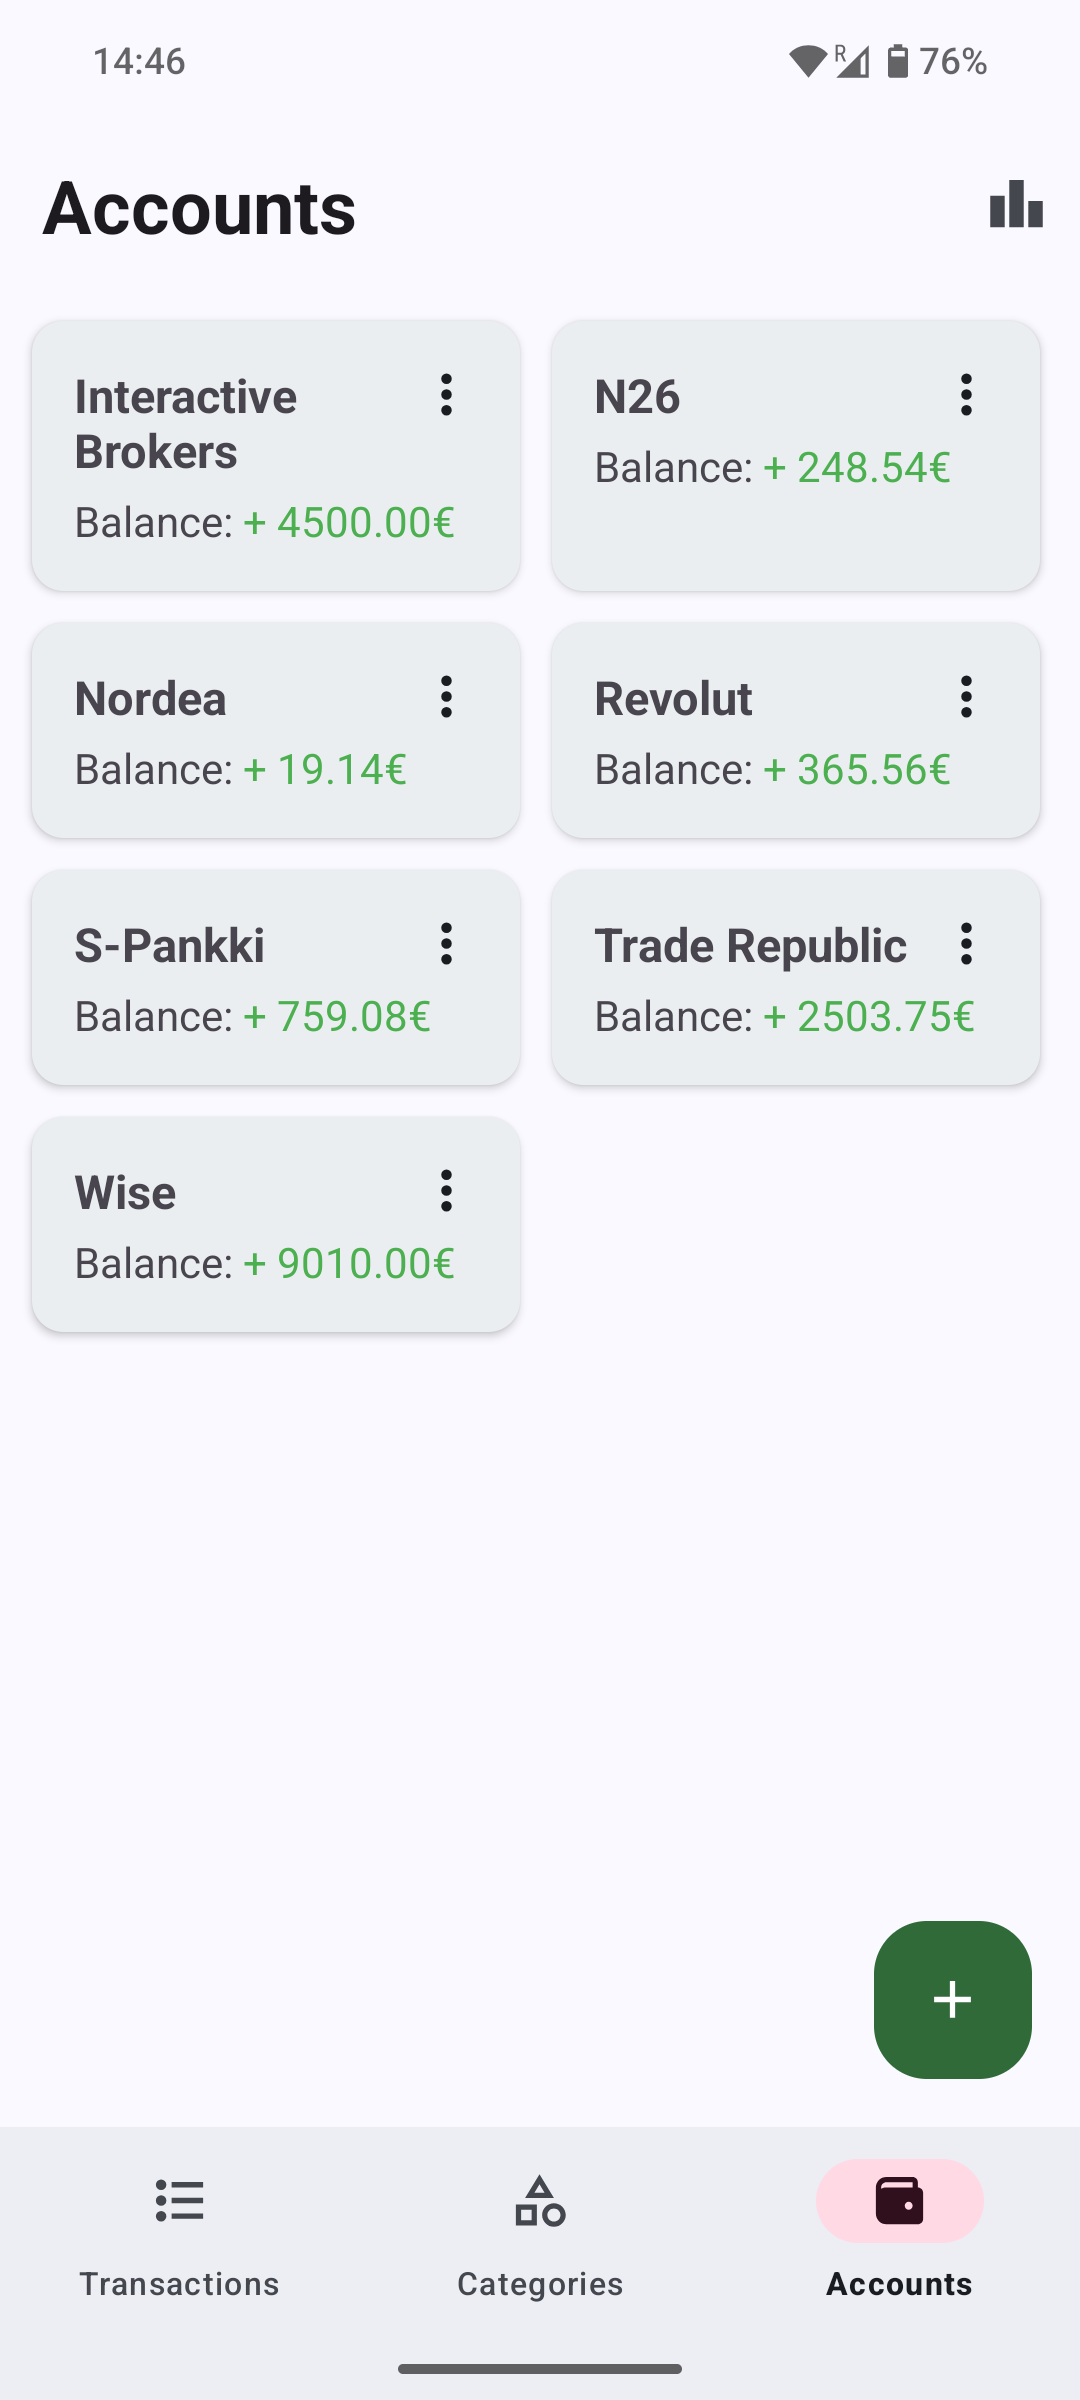 14:46
R
76%
Accounts
Interactive
Brokers
Balance: + 4500.00€
N26
Balance: + 248.54€
Nordea
Balance: + 19.14€
Revolut
Balance: + 365.56€
S-Pankki
Balance: + 759.08€
Trade Republic
Balance: + 2503.75€
Wise
Balance: + 9010.00€
Transactions
Categories
Accounts